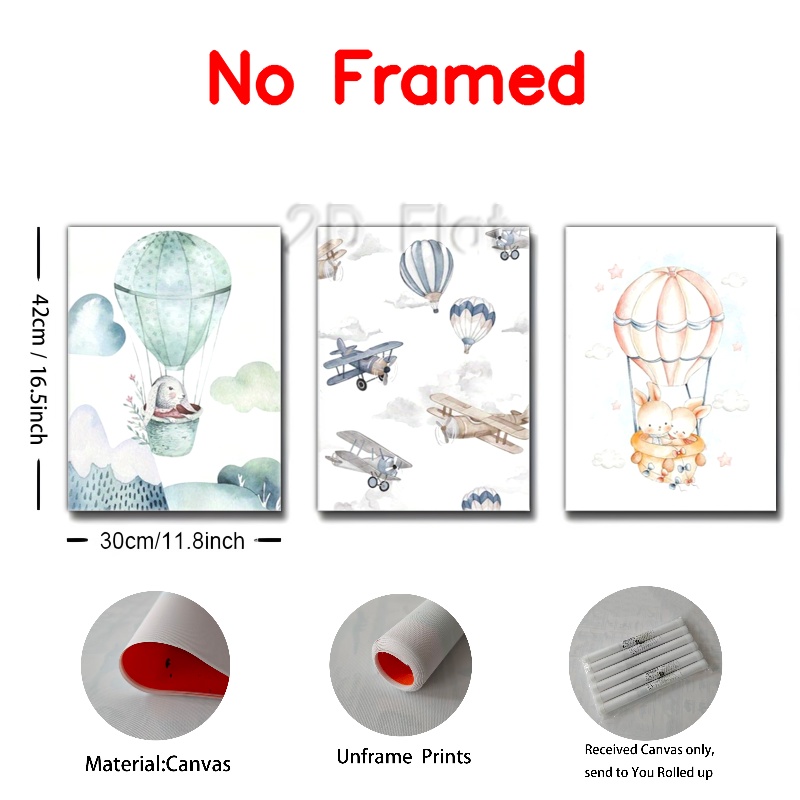 No Framed
2D Flat
42cm / 16.5inch
30cm/11.8inch
Material:Canvas
Unframe Prints
Received Canvas only,
send to You Rolled up